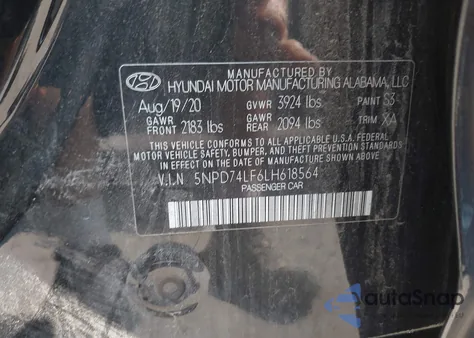 MANUFACTURED BY
HYUNDAI MOTOR MANUFACTURING ALABAMA, LLC
Aug/19/20 GVWR 3924 lbs PAINT S3
GAWR FRONT 2183 lbs GAWR REAR 2094 lbs TRIM XA
THIS VEHICLE CONFORMS TO ALL APPLICABLE U.S.A FEDERAL
MOTOR VEHICLE SAFETY, BUMPER, AND THEFT PREVENTION STANDARDS
IN EFFECT ON THE DATE OF MANUFACTURE SHOWN ABOVE.
V.I.N 5NPD74LF6LH618564
PASSENGER CAR
autoSnap